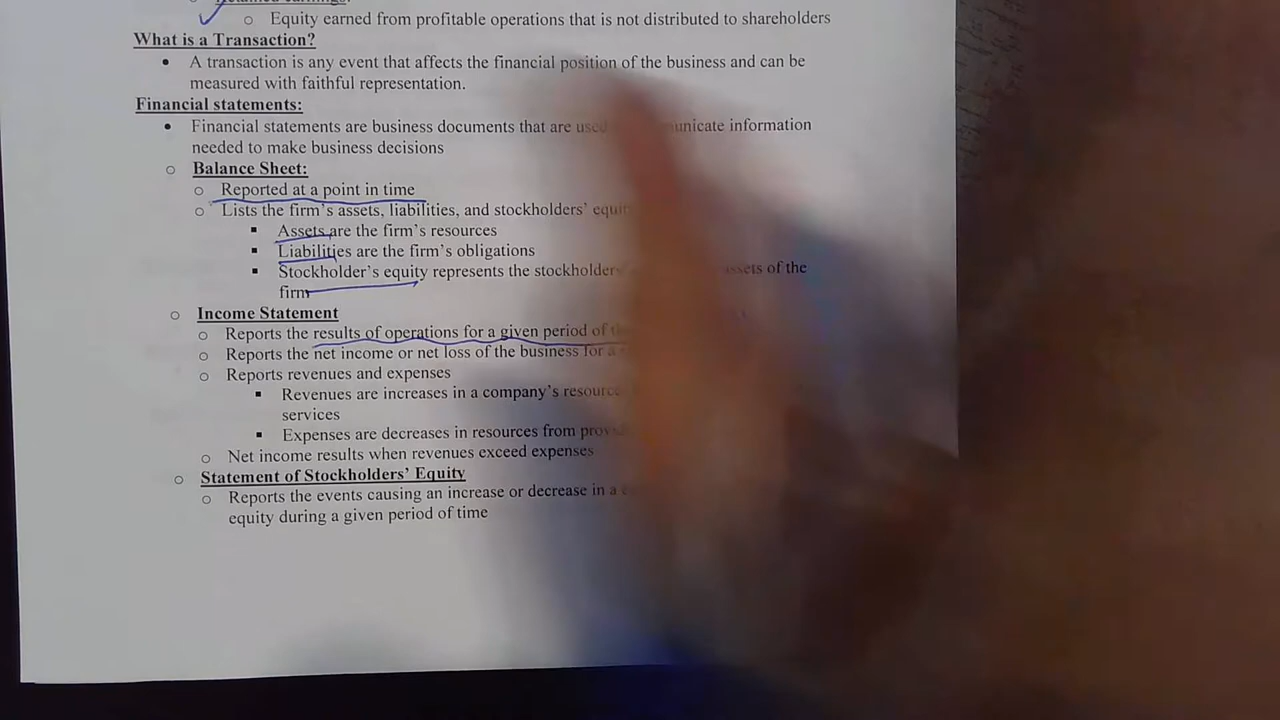 Retained earnings:
o Equity earned from profitable operations that is not distributed to shareholders
What is a Transaction?
• A transaction is any event that affects the financial position of the business and can be
measured with faithful representation.
Financial statements:
• Financial statements are business documents that are used information
needed to make business decisions
o Balance Sheet:
o Reported at a point in time
o Lists the firm's assets, liabilities, and stockholders'
▪ Assets are the firm's resources
▪ Liabilities are the firm's obligations
▪ Stockholder's equity represents the assets of the
firm
o Income Statement
o Reports the results of operations for a given period of
o Reports the net income or net loss of the business for a
o Reports revenues and expenses
▪ Revenues are increases in a company's
services
▪ Expenses are decreases in resources from
o Net income results when revenues exceed expenses
o Statement of Stockholders' Equity
o Reports the events causing an increase or decrease in a
equity during a given period of time